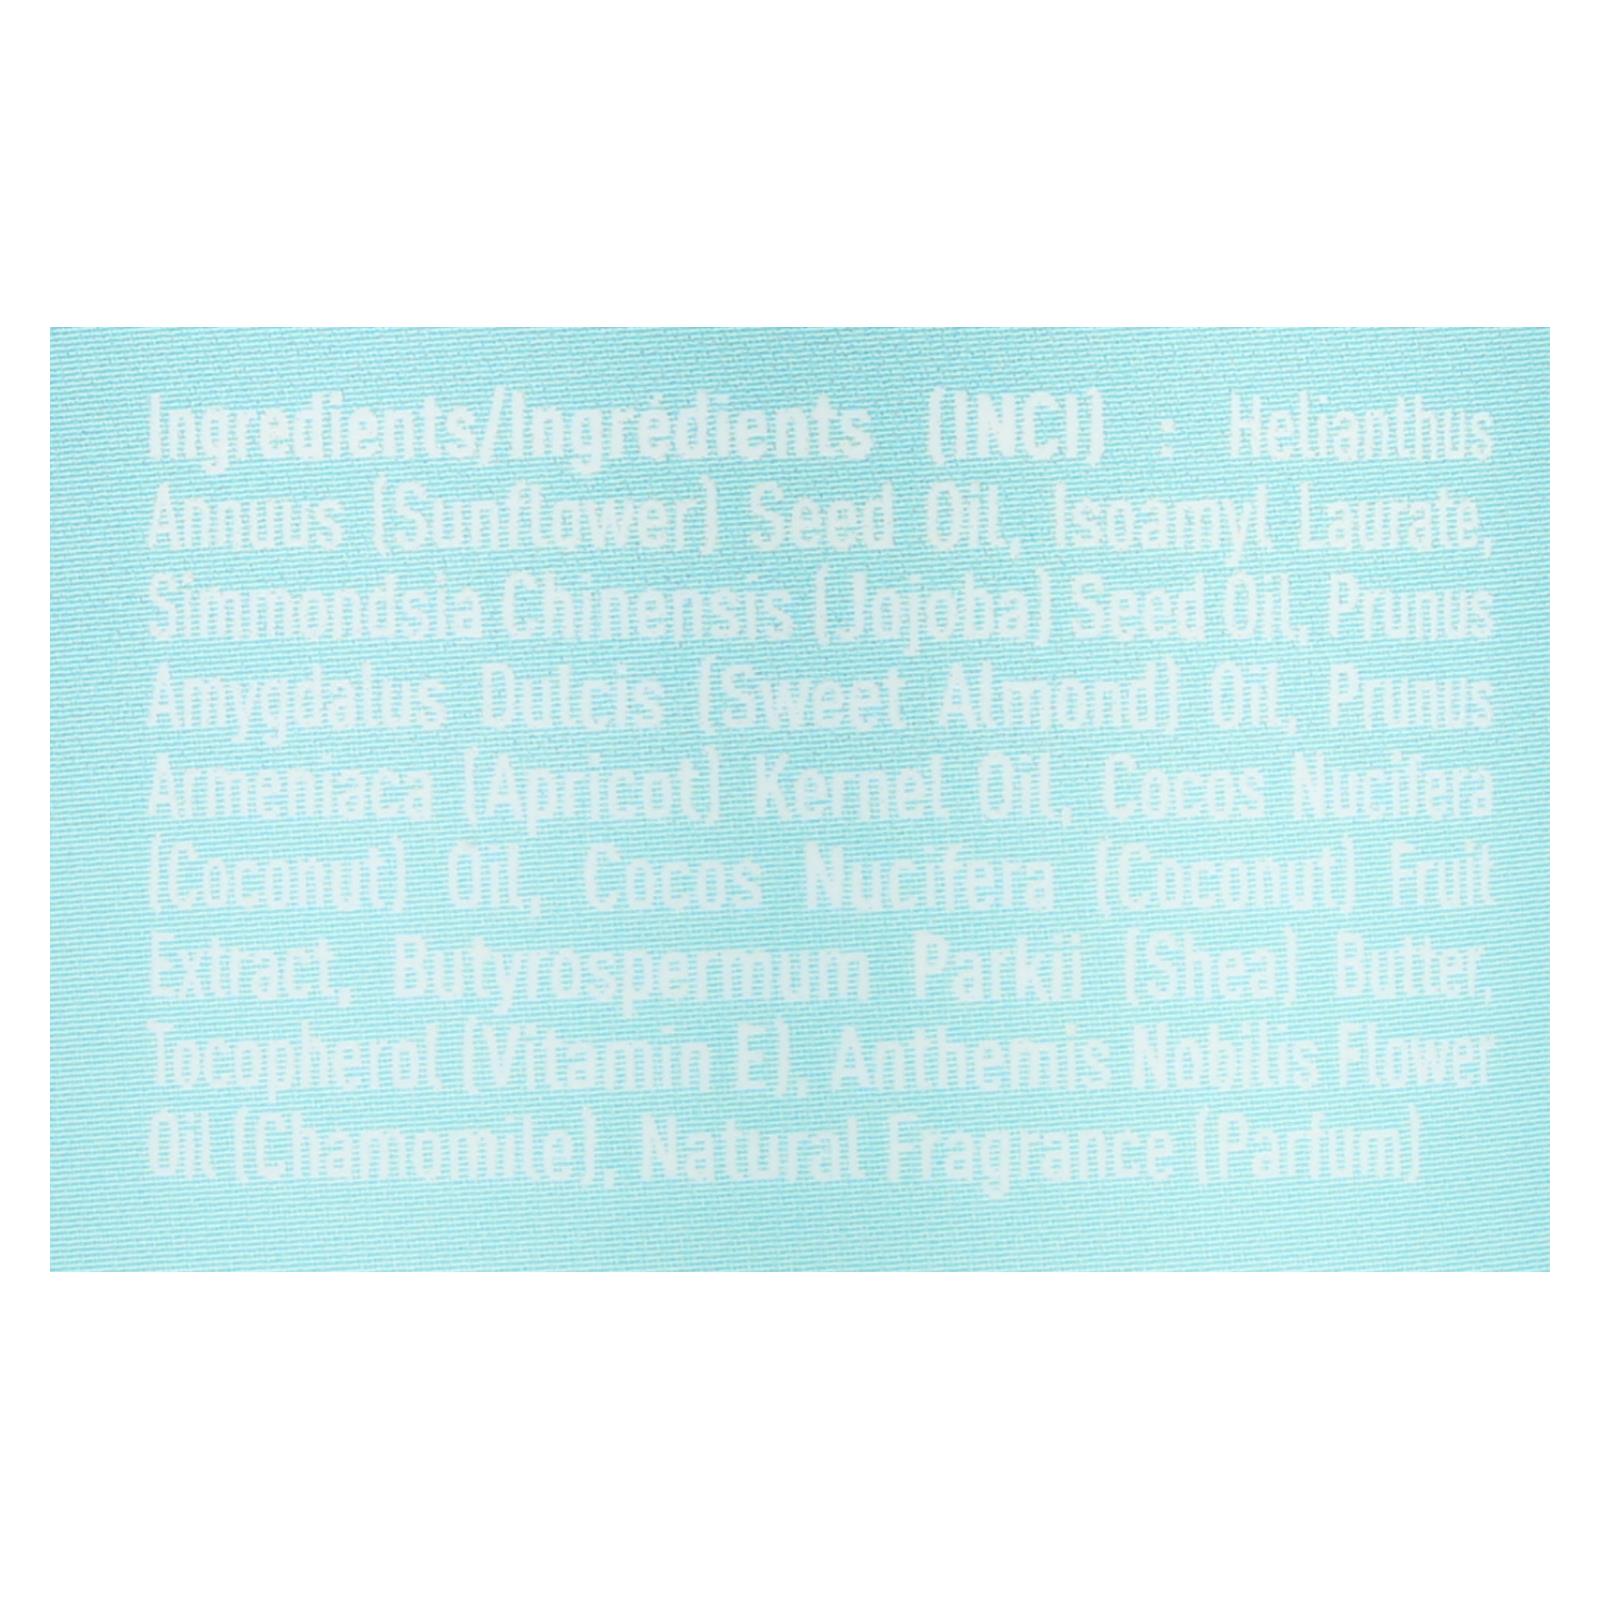 Ingredients/Ingrédients (INCI) : Helianthus
Annuus (Sunflower) Seed Oil, Isoamyl Laurate,
Simmondsia Chinensis (Jojoba) Seed Oil, Prunus
Amygdalus Dulcis (Sweet Almond) Oil, Prunus
Armeniaca (Apricot) Kernel Oil, Cocos Nucifera
(Coconut) Oil, Cocos Nucifera (Coconut) Fruit
Extract, Butyrospermum Parkii (Shea) Butter,
Tocopherol (Vitamin E), Anthemis Nobilis Flower
Oil (Chamomile), Natural Fragrance (Parfum)